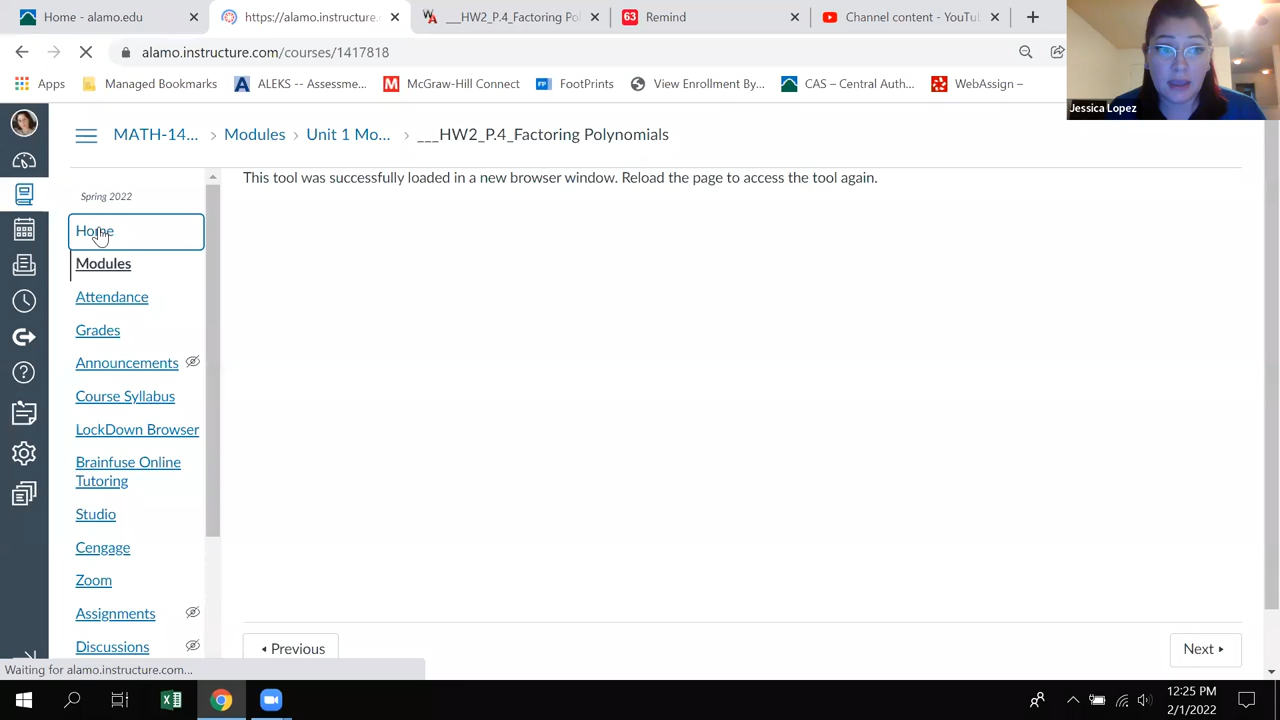 Home - alamo.edu
https://alamo.instructure.
___HW2_P.4_Factoring Pol
63
Remind
Channel content - YouTu
alamo.instructure.com/courses/1417818
Apps
Managed Bookmarks
ALEKS -- Assessme...
McGraw-Hill Connect
FootPrints
View Enrollment By...
CAS – Central Auth...
WebAssign –
Jessica Lopez
MATH-14... > Modules > Unit 1 Mo... > ___HW2_P.4_Factoring Polynomials
This tool was successfully loaded in a new browser window. Reload the page to access the tool again.
Spring 2022
Home
Modules
Attendance
Grades
Announcements
Course Syllabus
LockDown Browser
Brainfuse Online
Tutoring
Studio
Cengage
Zoom
Assignments
Discussions
Previous
Next
Waiting for alamo.instructure.com...
12:25 PM
2/1/2022